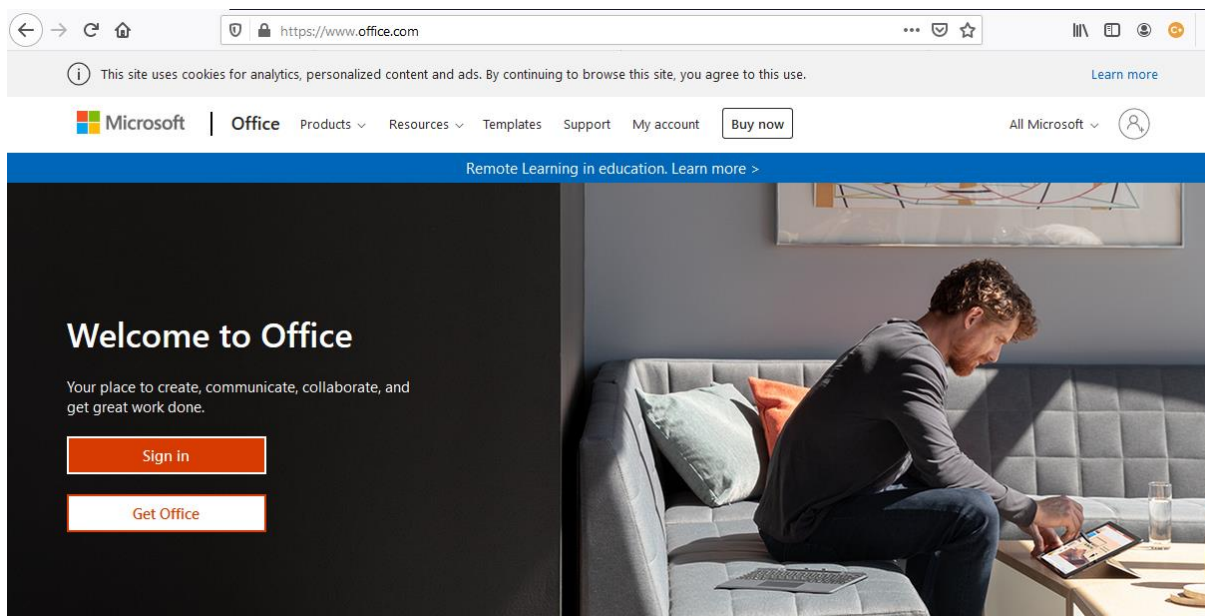 https://www.office.com
This site uses cookies for analytics, personalized content and ads. By continuing to browse this site, you agree to this use. Learn more
Microsoft Office Products Resources Templates Support My account Buy now All Microsoft
Remote Learning in education. Learn more >
Welcome to Office
Your place to create, communicate, collaborate, and
get great work done.
Sign in
Get Office